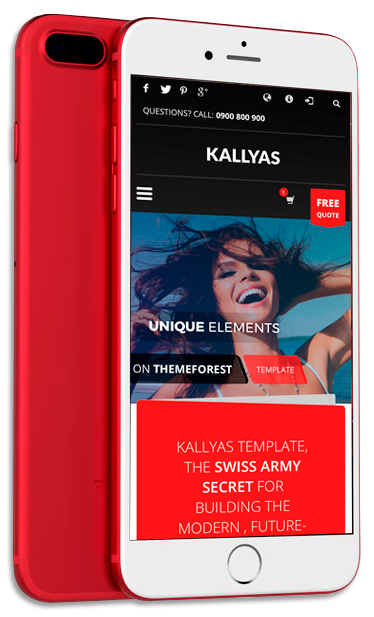 QUESTIONS? CALL: 0900 800 900
KALLYAS
1
FREE
QUOTE
UNIQUE ELEMENTS
ON THEMEFOREST
TEMPLATE
KALLYAS TEMPLATE,
THE SWISS ARMY
SECRET FOR
BUILDING THE
MODERN , FUTURE-